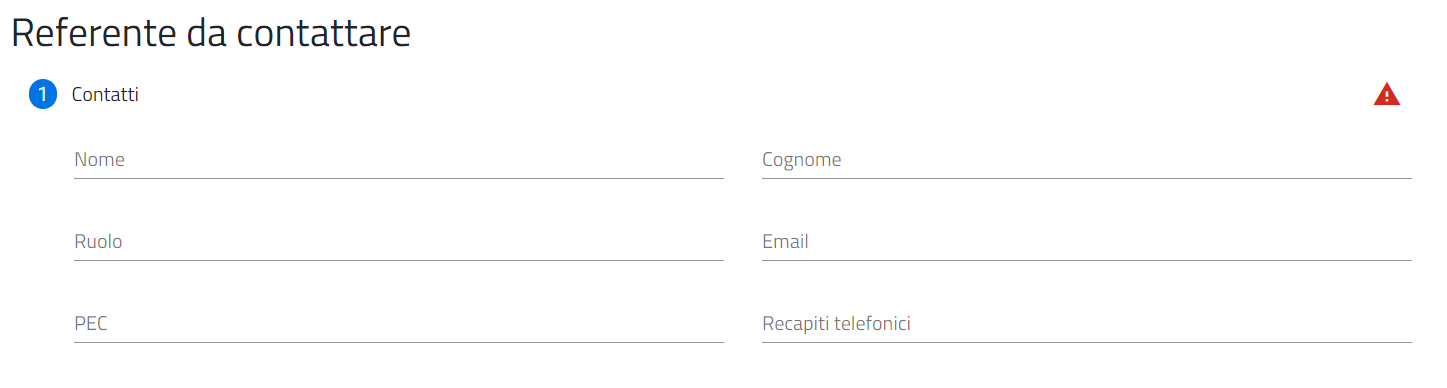 Referente da contattare
1 Contatti
Nome
Cognome
Ruolo
Email
PEC
Recapiti telefonici